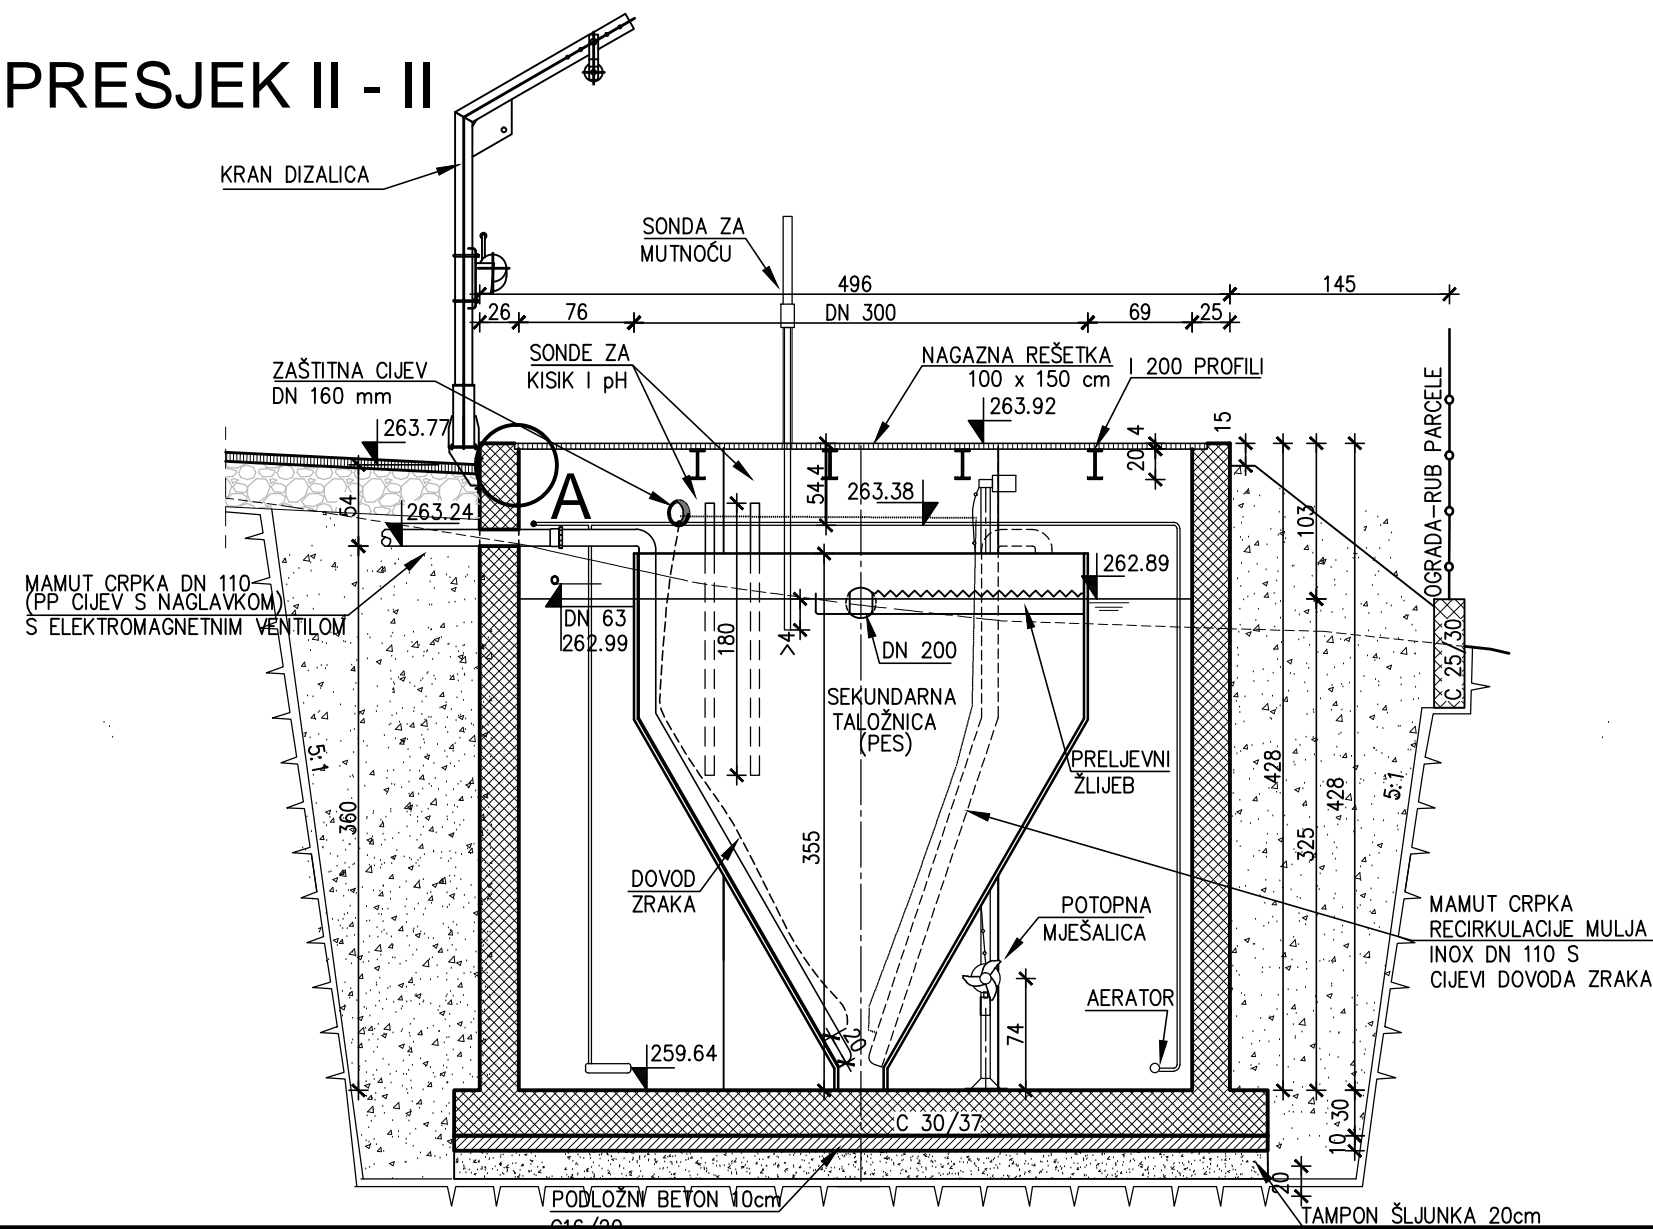 PRESJEK II - II
KRAN DIZALICA
SONDA ZA
MUTNOĆU
496
145
26
76
DN 300
69
25
SONDE ZA
KISIK I pH
ZAŠTITNA CIJEV
DN 160 mm
NAGAZNA REŠETKA
100 x 150 cm
I 200 PROFILI
263.92
263.77
4
20
15
OGRADA-RUB PARCELE
A
54
54.4
263.24
263.38
103
262.89
MAMUT CRPKA DN 110
(PP CIJEV S NAGLAVKOM)
S ELEKTROMAGNETNIM VENTILOM
DN 63
262.99
180
>4
DN 200
C 25/30
SEKUNDARNA
TALOŽNICA
(PES)
PRELJEVNI
ŽLIJEB
5:1
428
428
5:1
360
355
325
DOVOD
ZRAKA
POTOPNA
MJEŠALICA
MAMUT CRPKA
RECIRKULACIJE MULJA
INOX DN 110 S
CIJEVI DOVODA ZRAKA
AERATOR
74
20
259.64
C 30/37
30
10
20
PODLOŽNI BETON 10cm
TAMPON ŠLJUNKA 20cm